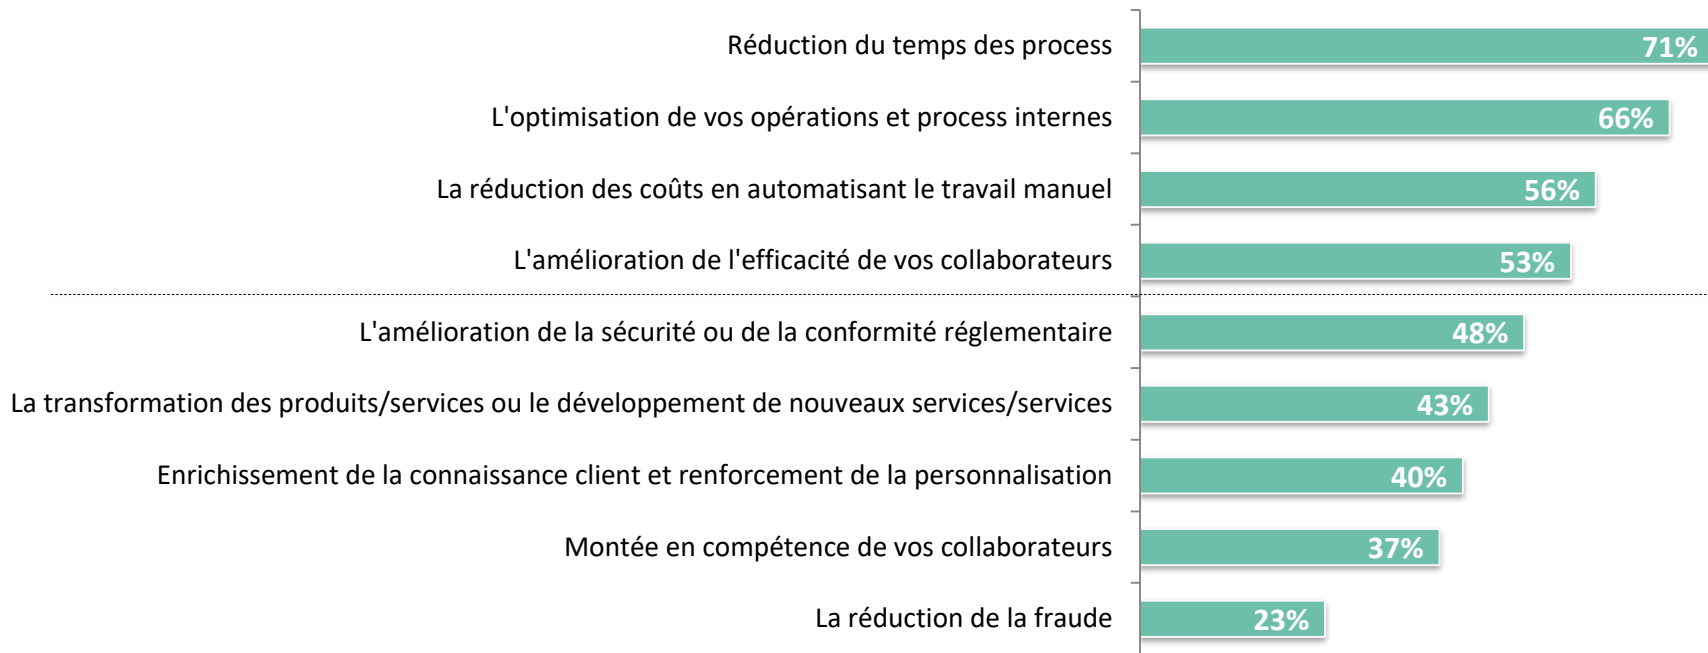 Réduction du temps des process 71%
L'optimisation de vos opérations et process internes 66%
La réduction des coûts en automatisant le travail manuel 56%
L'amélioration de l'efficacité de vos collaborateurs 53%
L'amélioration de la sécurité ou de la conformité réglementaire 48%
La transformation des produits/services ou le développement de nouveaux services/services 43%
Enrichissement de la connaissance client et renforcement de la personnalisation 40%
Montée en compétence de vos collaborateurs 37%
La réduction de la fraude 23%